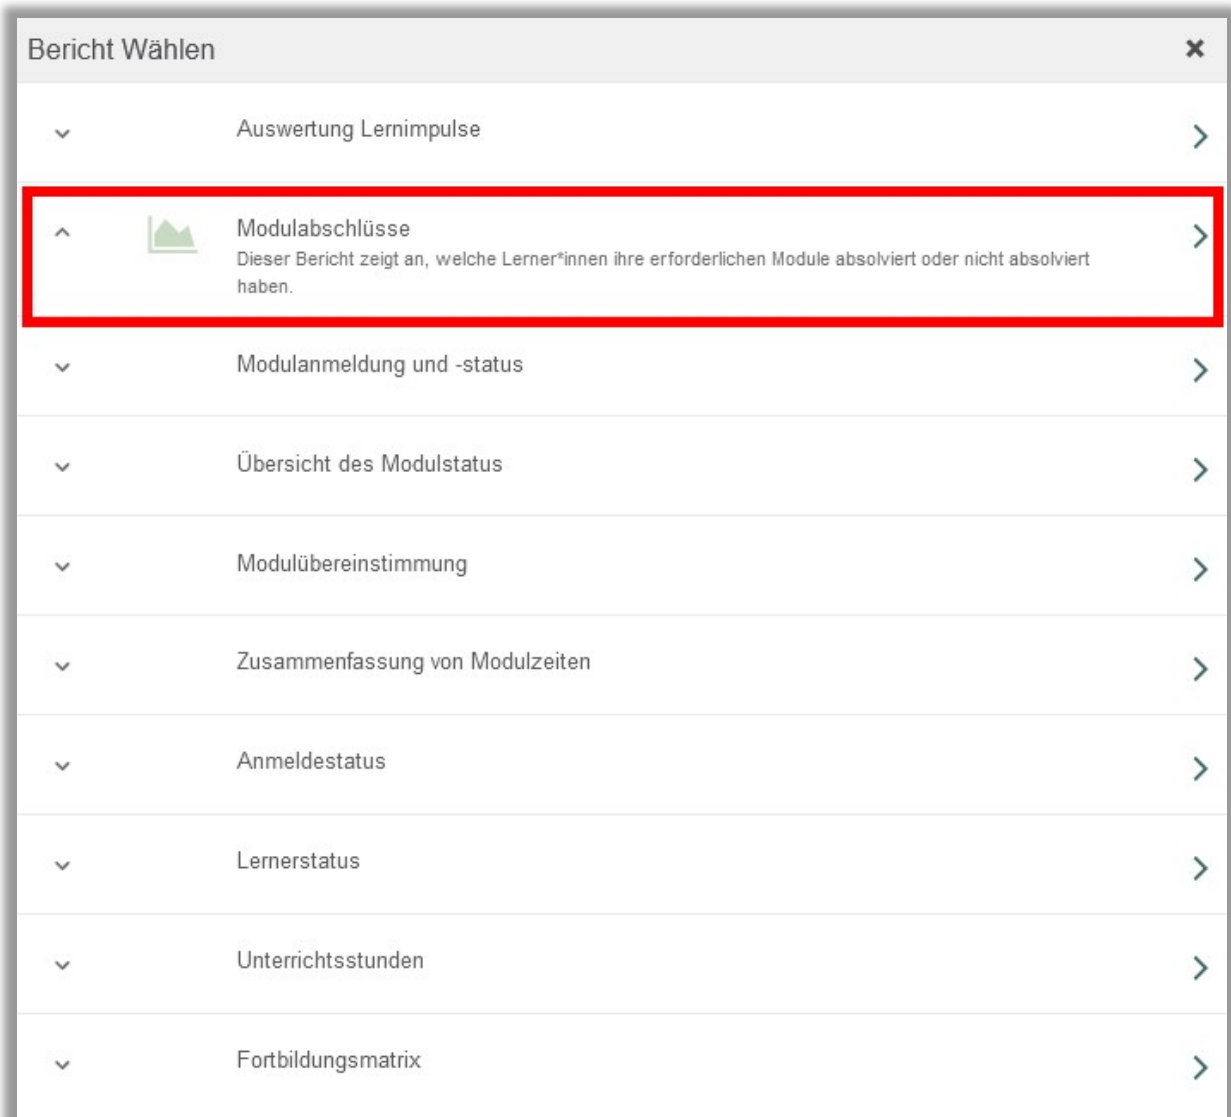 Bericht Wählen
Auswertung Lernimpulse
Modulabschlüsse
Dieser Bericht zeigt an, welche Lerner*innen ihre erforderlichen Module absolviert oder nicht absolviert
haben.
Modulanmeldung und -status
Übersicht des Modulstatus
Modulübereinstimmung
Zusammenfassung von Modulzeiten
Anmeldestatus
Lernerstatus
Unterrichtsstunden
Fortbildungsmatrix